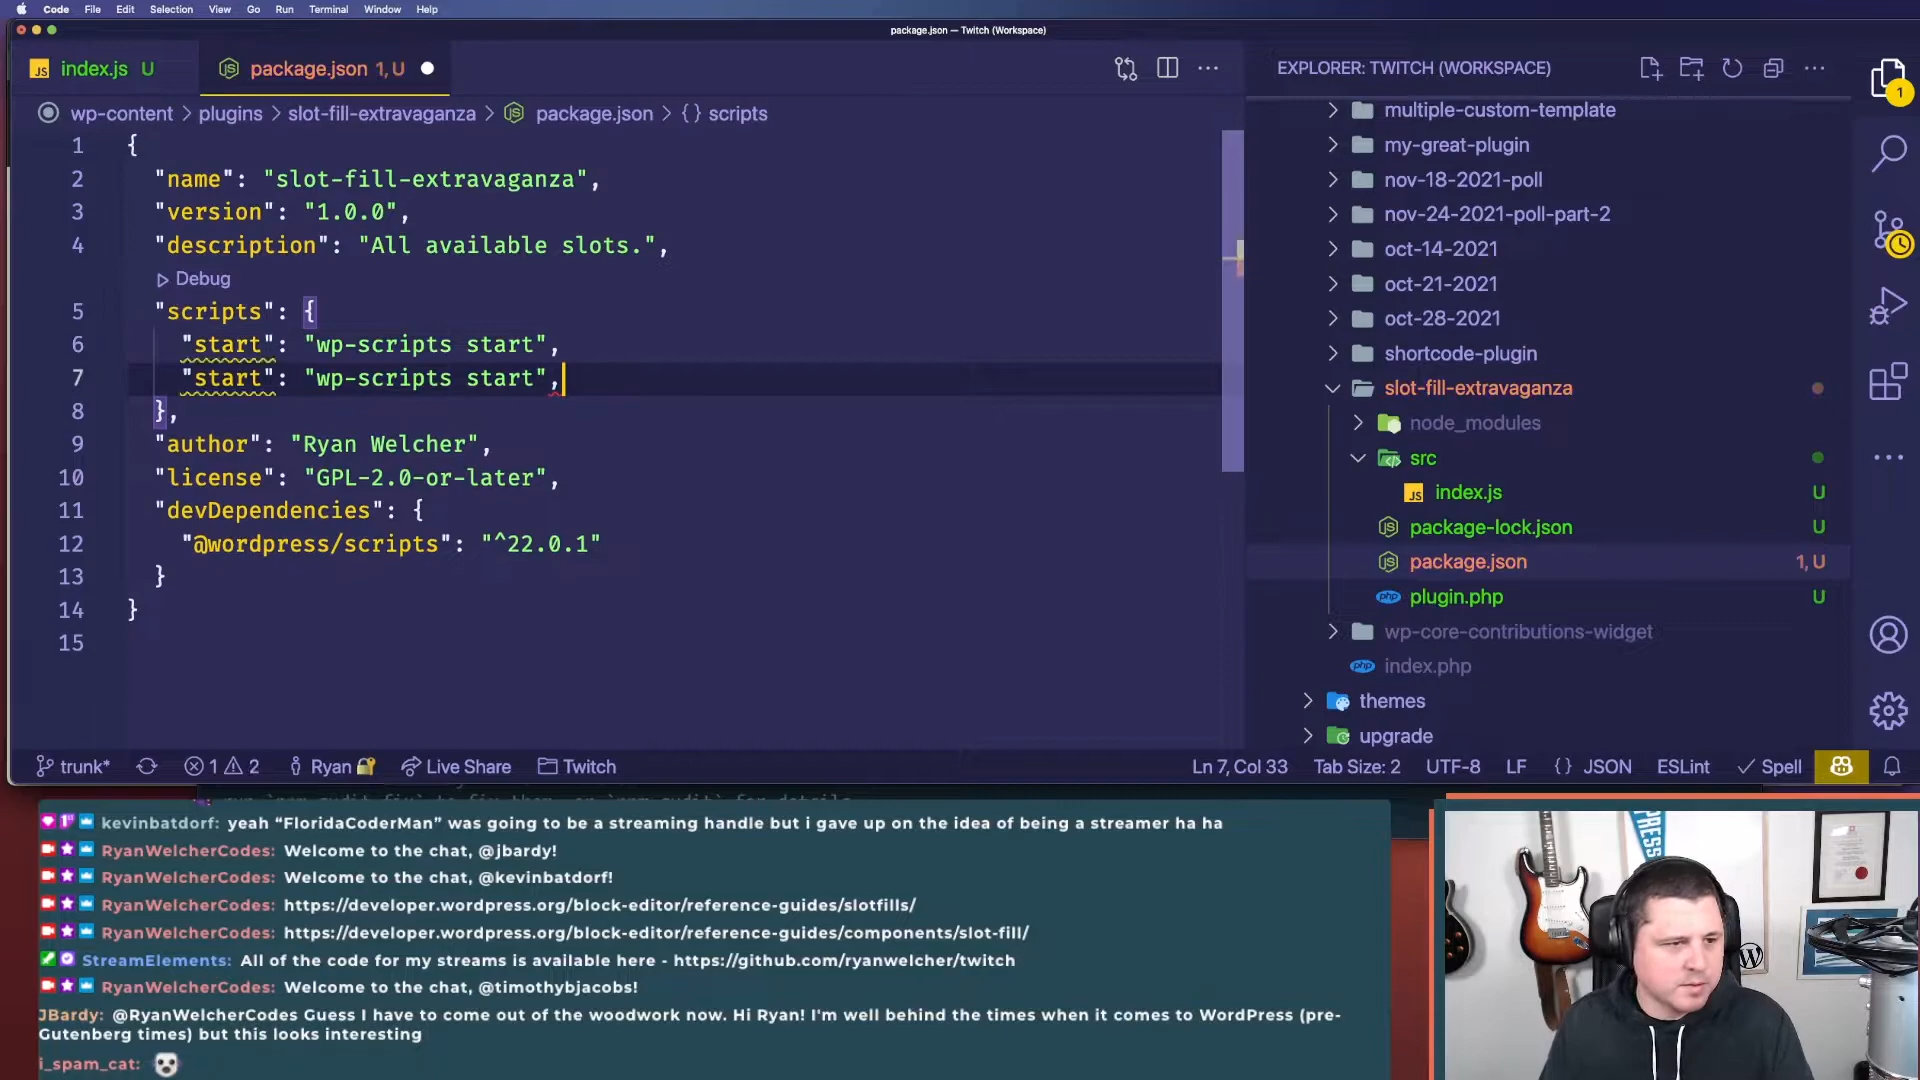 Code File Edit Selection View Go Run Terminal Window Help
package.json — Twitch (Workspace)
JS index.js U
package.json 1, U
EXPLORER: TWITCH (WORKSPACE)
wp-content > plugins > slot-fill-extravaganza > package.json > {} scripts
1 {
2 "name": "slot-fill-extravaganza",
3 "version": "1.0.0",
4 "description": "All available slots.",
Debug
5 "scripts": {
6 "start": "wp-scripts start",
7 "start": "wp-scripts start",
8 },
9 "author": "Ryan Welcher",
10 "license": "GPL-2.0-or-later",
11 "devDependencies": {
12 "@wordpress/scripts": "^22.0.1"
13 }
14 }
15
multiple-custom-template
my-great-plugin
nov-18-2021-poll
nov-24-2021-poll-part-2
oct-14-2021
oct-21-2021
oct-28-2021
shortcode-plugin
slot-fill-extravaganza
node_modules
src
JS index.js U
package-lock.json U
package.json 1, U
php plugin.php U
wp-core-contributions-widget
php index.php
themes
upgrade
1
trunk* 1 2 Ryan Live Share Twitch
Ln 7, Col 33 Tab Size: 2 UTF-8 LF {} JSON ESLint Spell
kevinbatdorf: yeah “FloridaCoderMan” was going to be a streaming handle but i gave up on the idea of being a streamer ha ha
RyanWelcherCodes: Welcome to the chat, @jbardy!
RyanWelcherCodes: Welcome to the chat, @kevinbatdorf!
RyanWelcherCodes: https://developer.wordpress.org/block-editor/reference-guides/slotfills/
RyanWelcherCodes: https://developer.wordpress.org/block-editor/reference-guides/components/slot-fill/
StreamElements: All of the code for my streams is available here - https://github.com/ryanwelcher/twitch
RyanWelcherCodes: Welcome to the chat, @timothybjacobs!
JBardy: @RyanWelcherCodes Guess I have to come out of the woodwork now. Hi Ryan! I'm well behind the times when it comes to WordPress (pre-
Gutenberg times) but this looks interesting
i_spam_cat:
PRESS